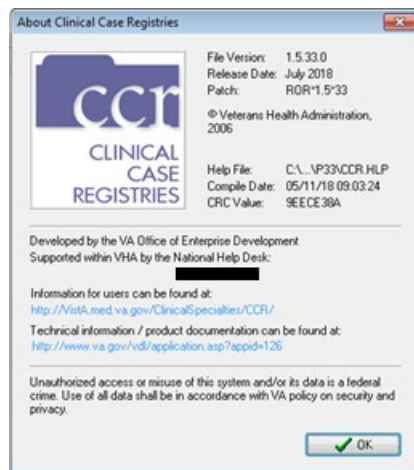 About Clinical Case Registries
ccr
CLINICAL
CASE
REGISTRIES
File Version: 1.5.33.0
Release Date: July 2018
Patch: ROR*1.5*33
© Veterans Health Administration,
2006
Help File: C:\...\P33\CCR.HLP
Compile Date: 05/11/18 09:03:24
CRC Value: 9EECE38A
Developed by the VA Office of Enterprise Development
Supported within VHA by the National Help Desk:
Information for users can be found at:
http://VistA.med.va.gov/ClinicalSpecialties/CCR/
Technical information / product documentation can be found at:
http://www.va.gov/vdl/application.asp?appid=126
Unauthorized access or misuse of this system and/or its data is a federal
crime. Use of all data shall be in accordance with VA policy on security and
privacy.
OK